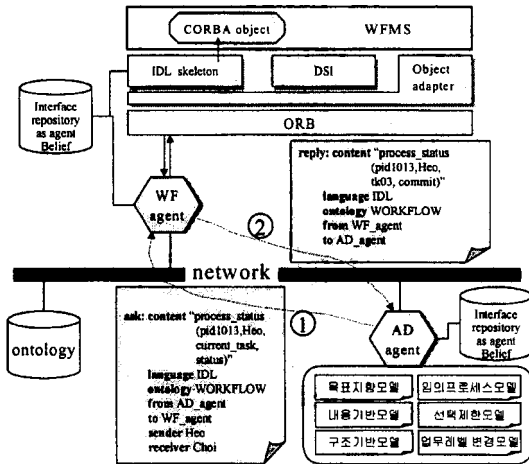 CORBA object
WFMS
IDL skeleton
DSI
Object
adapter
Interface
repository
as agent
Belief
ORB
reply: content “process_status
(pid1013,Heo,
tk03, commit)”
language IDL
ontology WORKFLOW
from WF_agent
to AD_agent
WF
agent
②
network
ontology
ask: content “process_status
(pid1013,Heo,
current_task,
status)”
language IDL
ontology WORKFLOW
from AD_agent
to WF_agent
sender Heo
receiver Choi
①
AD
agent
Interface
repository
as agent
Belief
목표지향모델
임의프로세스모델
내용기반모델
선택제한모델
구조기반모델
업무레벨 변경모델